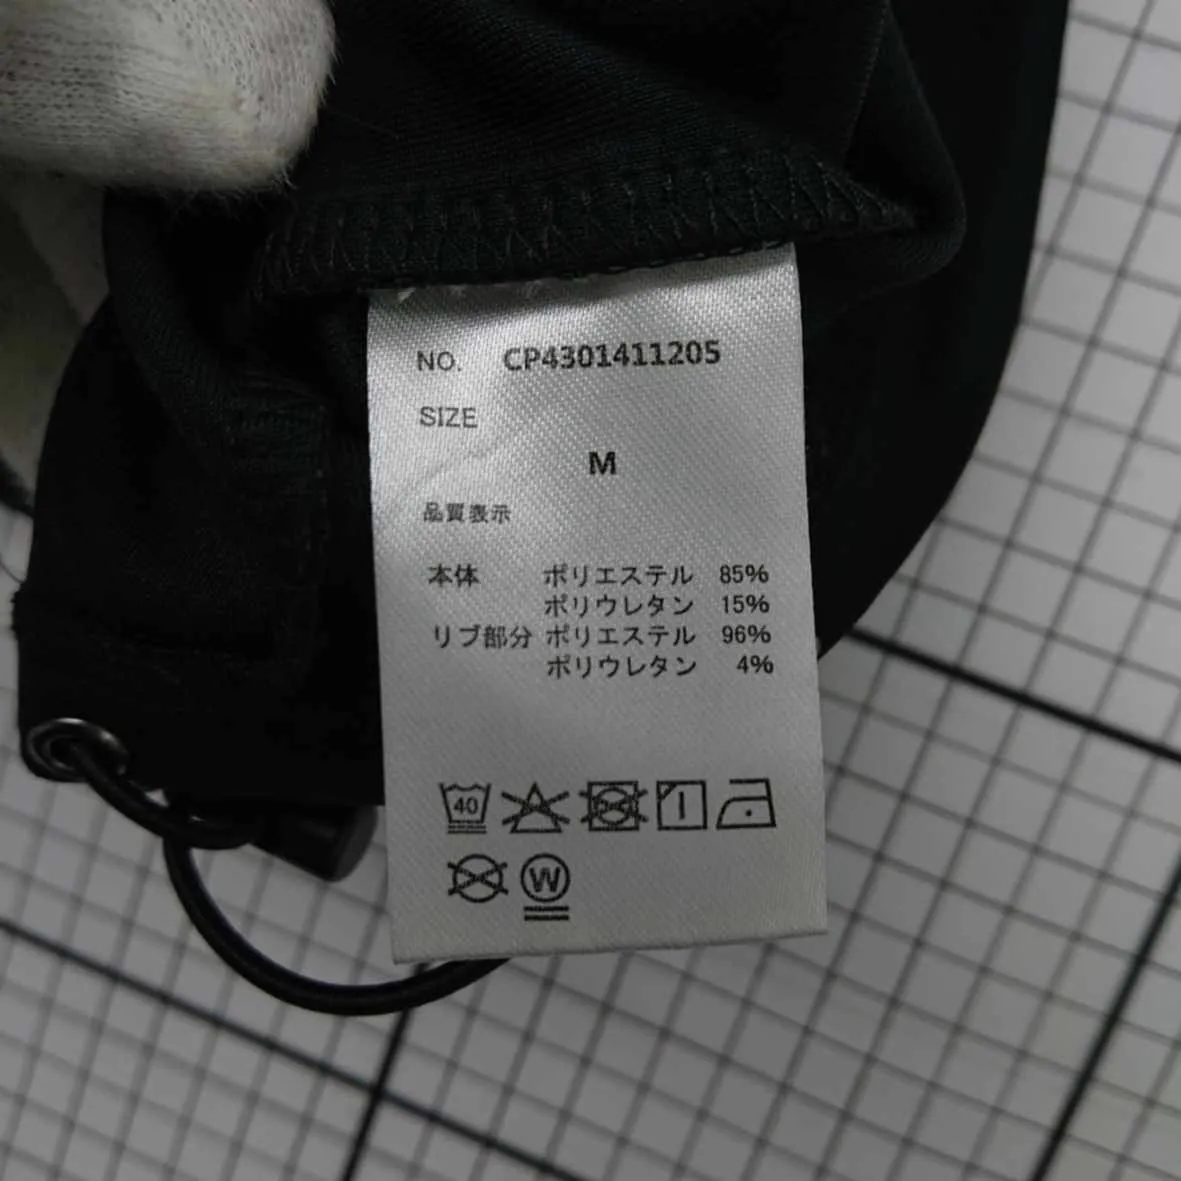 NO. CP4301411205
SIZE
M
品質表示
本体 ポリエステル 85%
ポリウレタン 15%
リブ部分 ポリエステル 96%
ポリウレタン 4%
40
W